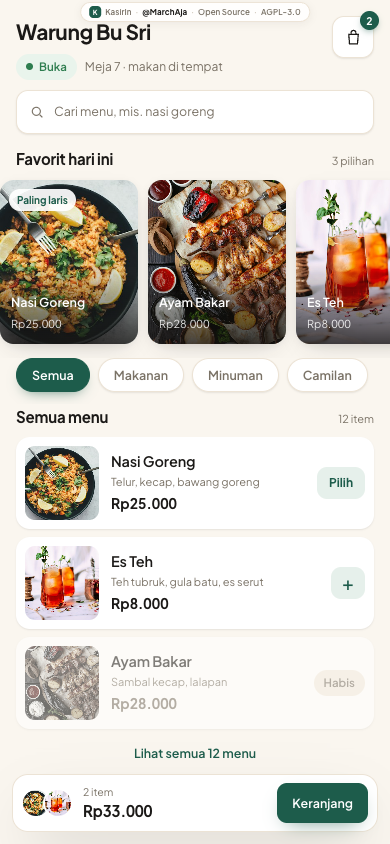 K Kasirin · @MarchAja · Open Source · AGPL-3.0
Warung Bu Sri
2
Buka
Meja 7 · makan di tempat
Cari menu, mis. nasi goreng
Favorit hari ini
3 pilihan
Paling laris
Nasi Goreng
Rp25.000
Ayam Bakar
Rp28.000
Es Teh
Rp8.000
Semua
Makanan
Minuman
Camilan
Semua menu
12 item
Nasi Goreng
Telur, kecap, bawang goreng
Rp25.000
Pilih
Es Teh
Teh tubruk, gula batu, es serut
Rp8.000
+
Ayam Bakar
Sambal kecap, lalapan
Rp28.000
Habis
Lihat semua 12 menu
2 item
Rp33.000
Keranjang